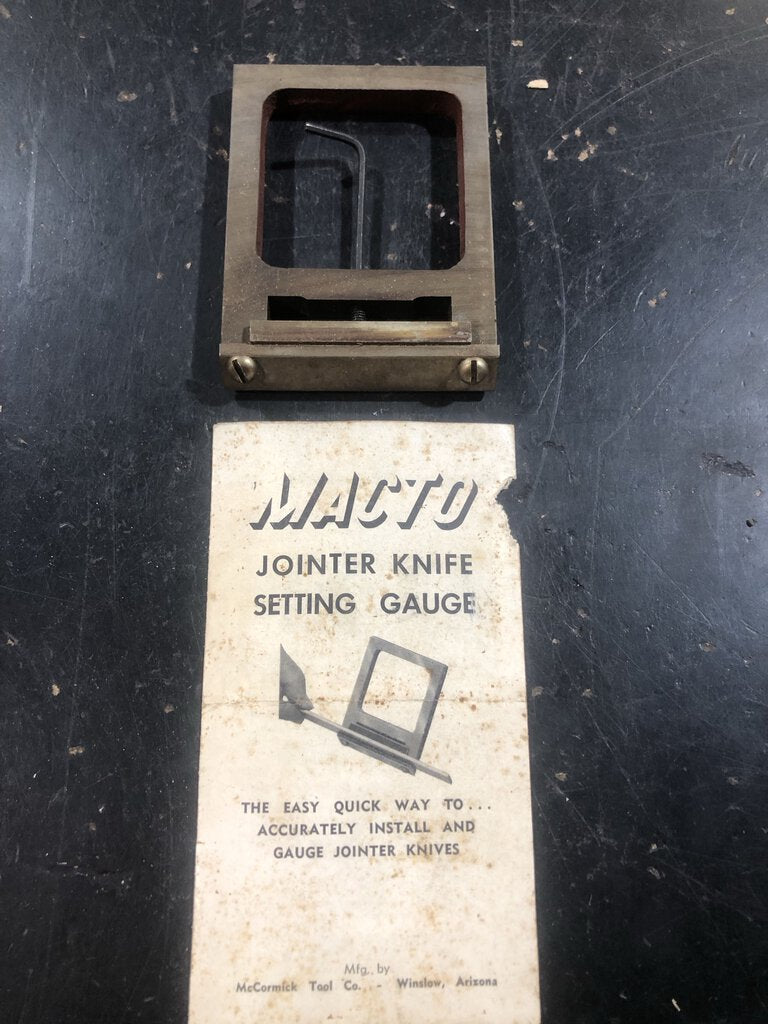 MACTO
JOINTER KNIFE
SETTING GAUGE
THE EASY QUICK WAY TO...
ACCURATELY INSTALL AND
GAUGE JOINTER KNIVES
Mfg. by
McCormick Tool Co. - Winslow, Arizona